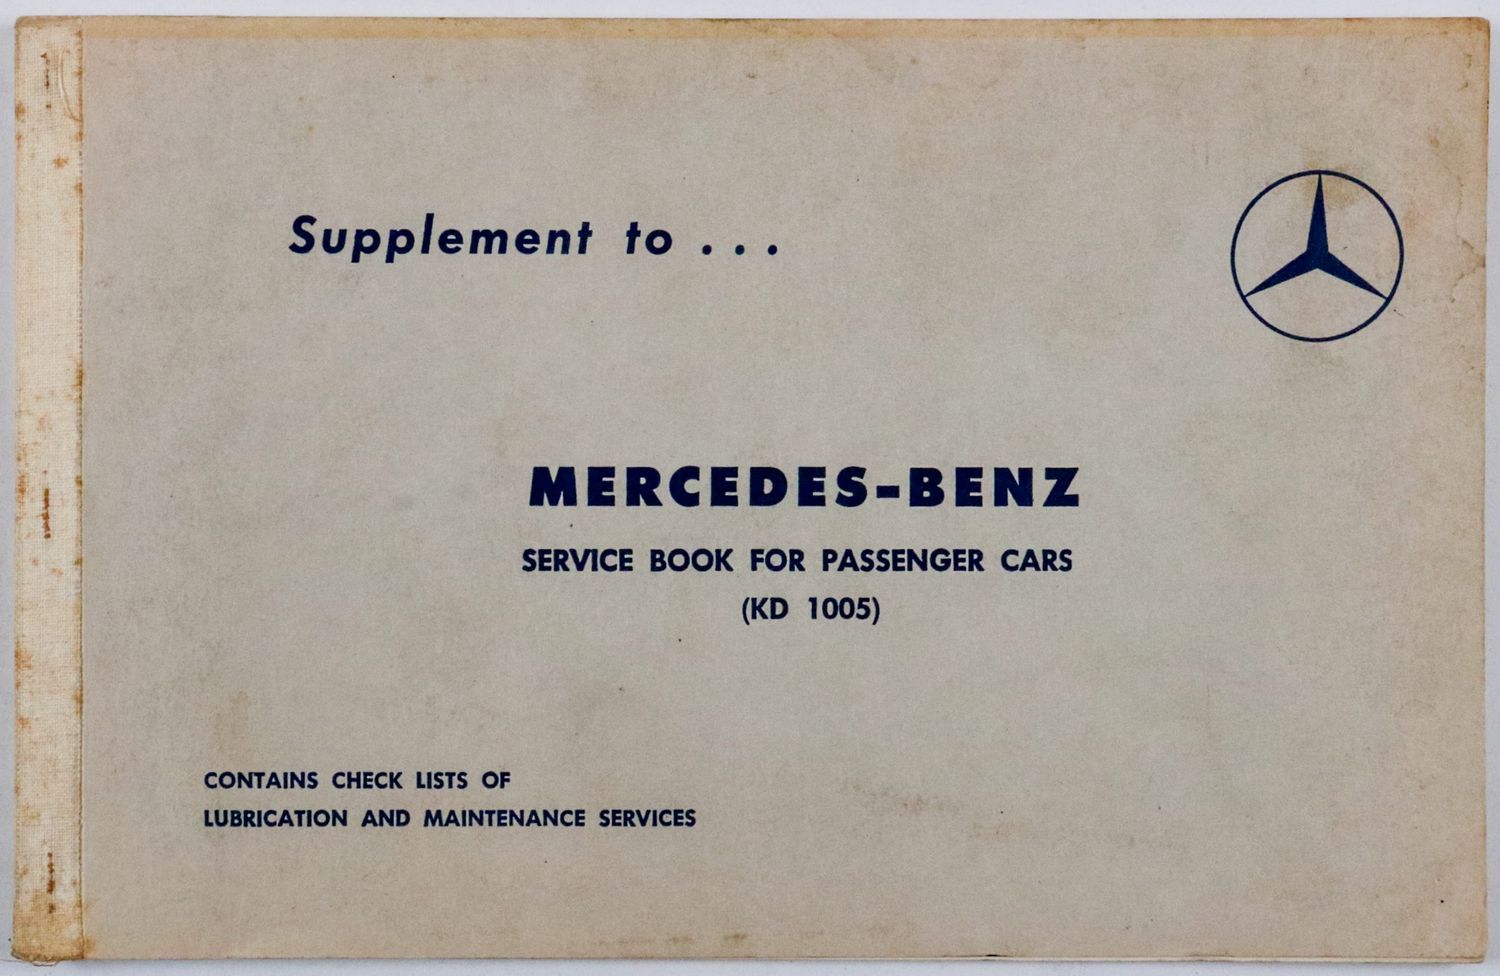 Supplement to . . .
MERCEDES-BENZ
SERVICE BOOK FOR PASSENGER CARS
(KD 1005)
CONTAINS CHECK LISTS OF
LUBRICATION AND MAINTENANCE SERVICES